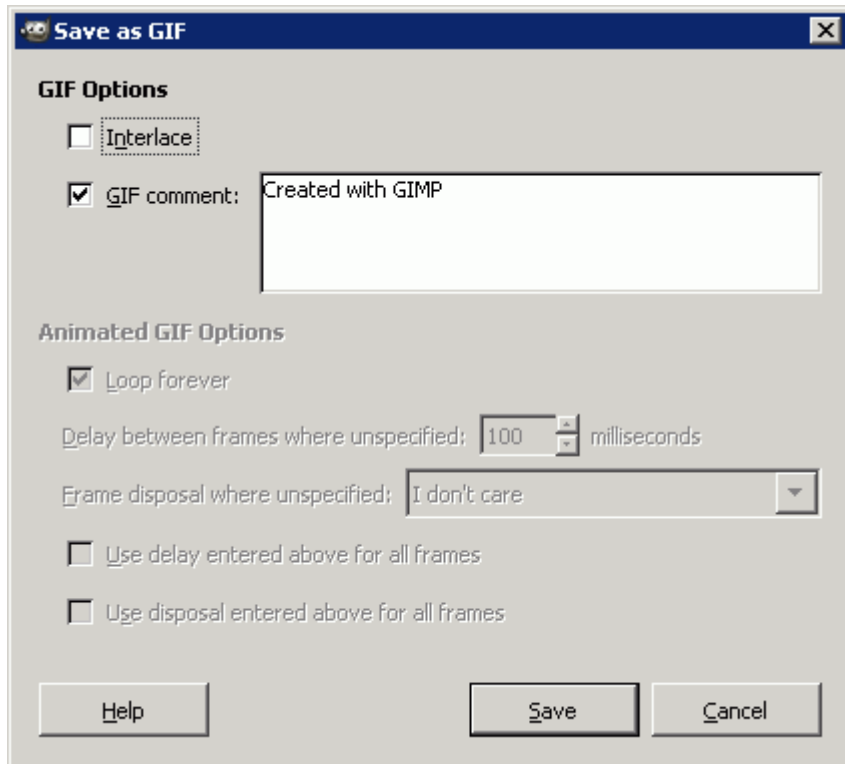 Save as GIF
GIF Options
Interlace
GIF comment: Created with GIMP
Animated GIF Options
Loop forever
Delay between frames where unspecified: 100 milliseconds
Frame disposal where unspecified: I don't care
Use delay entered above for all frames
Use disposal entered above for all frames
Help Save Cancel